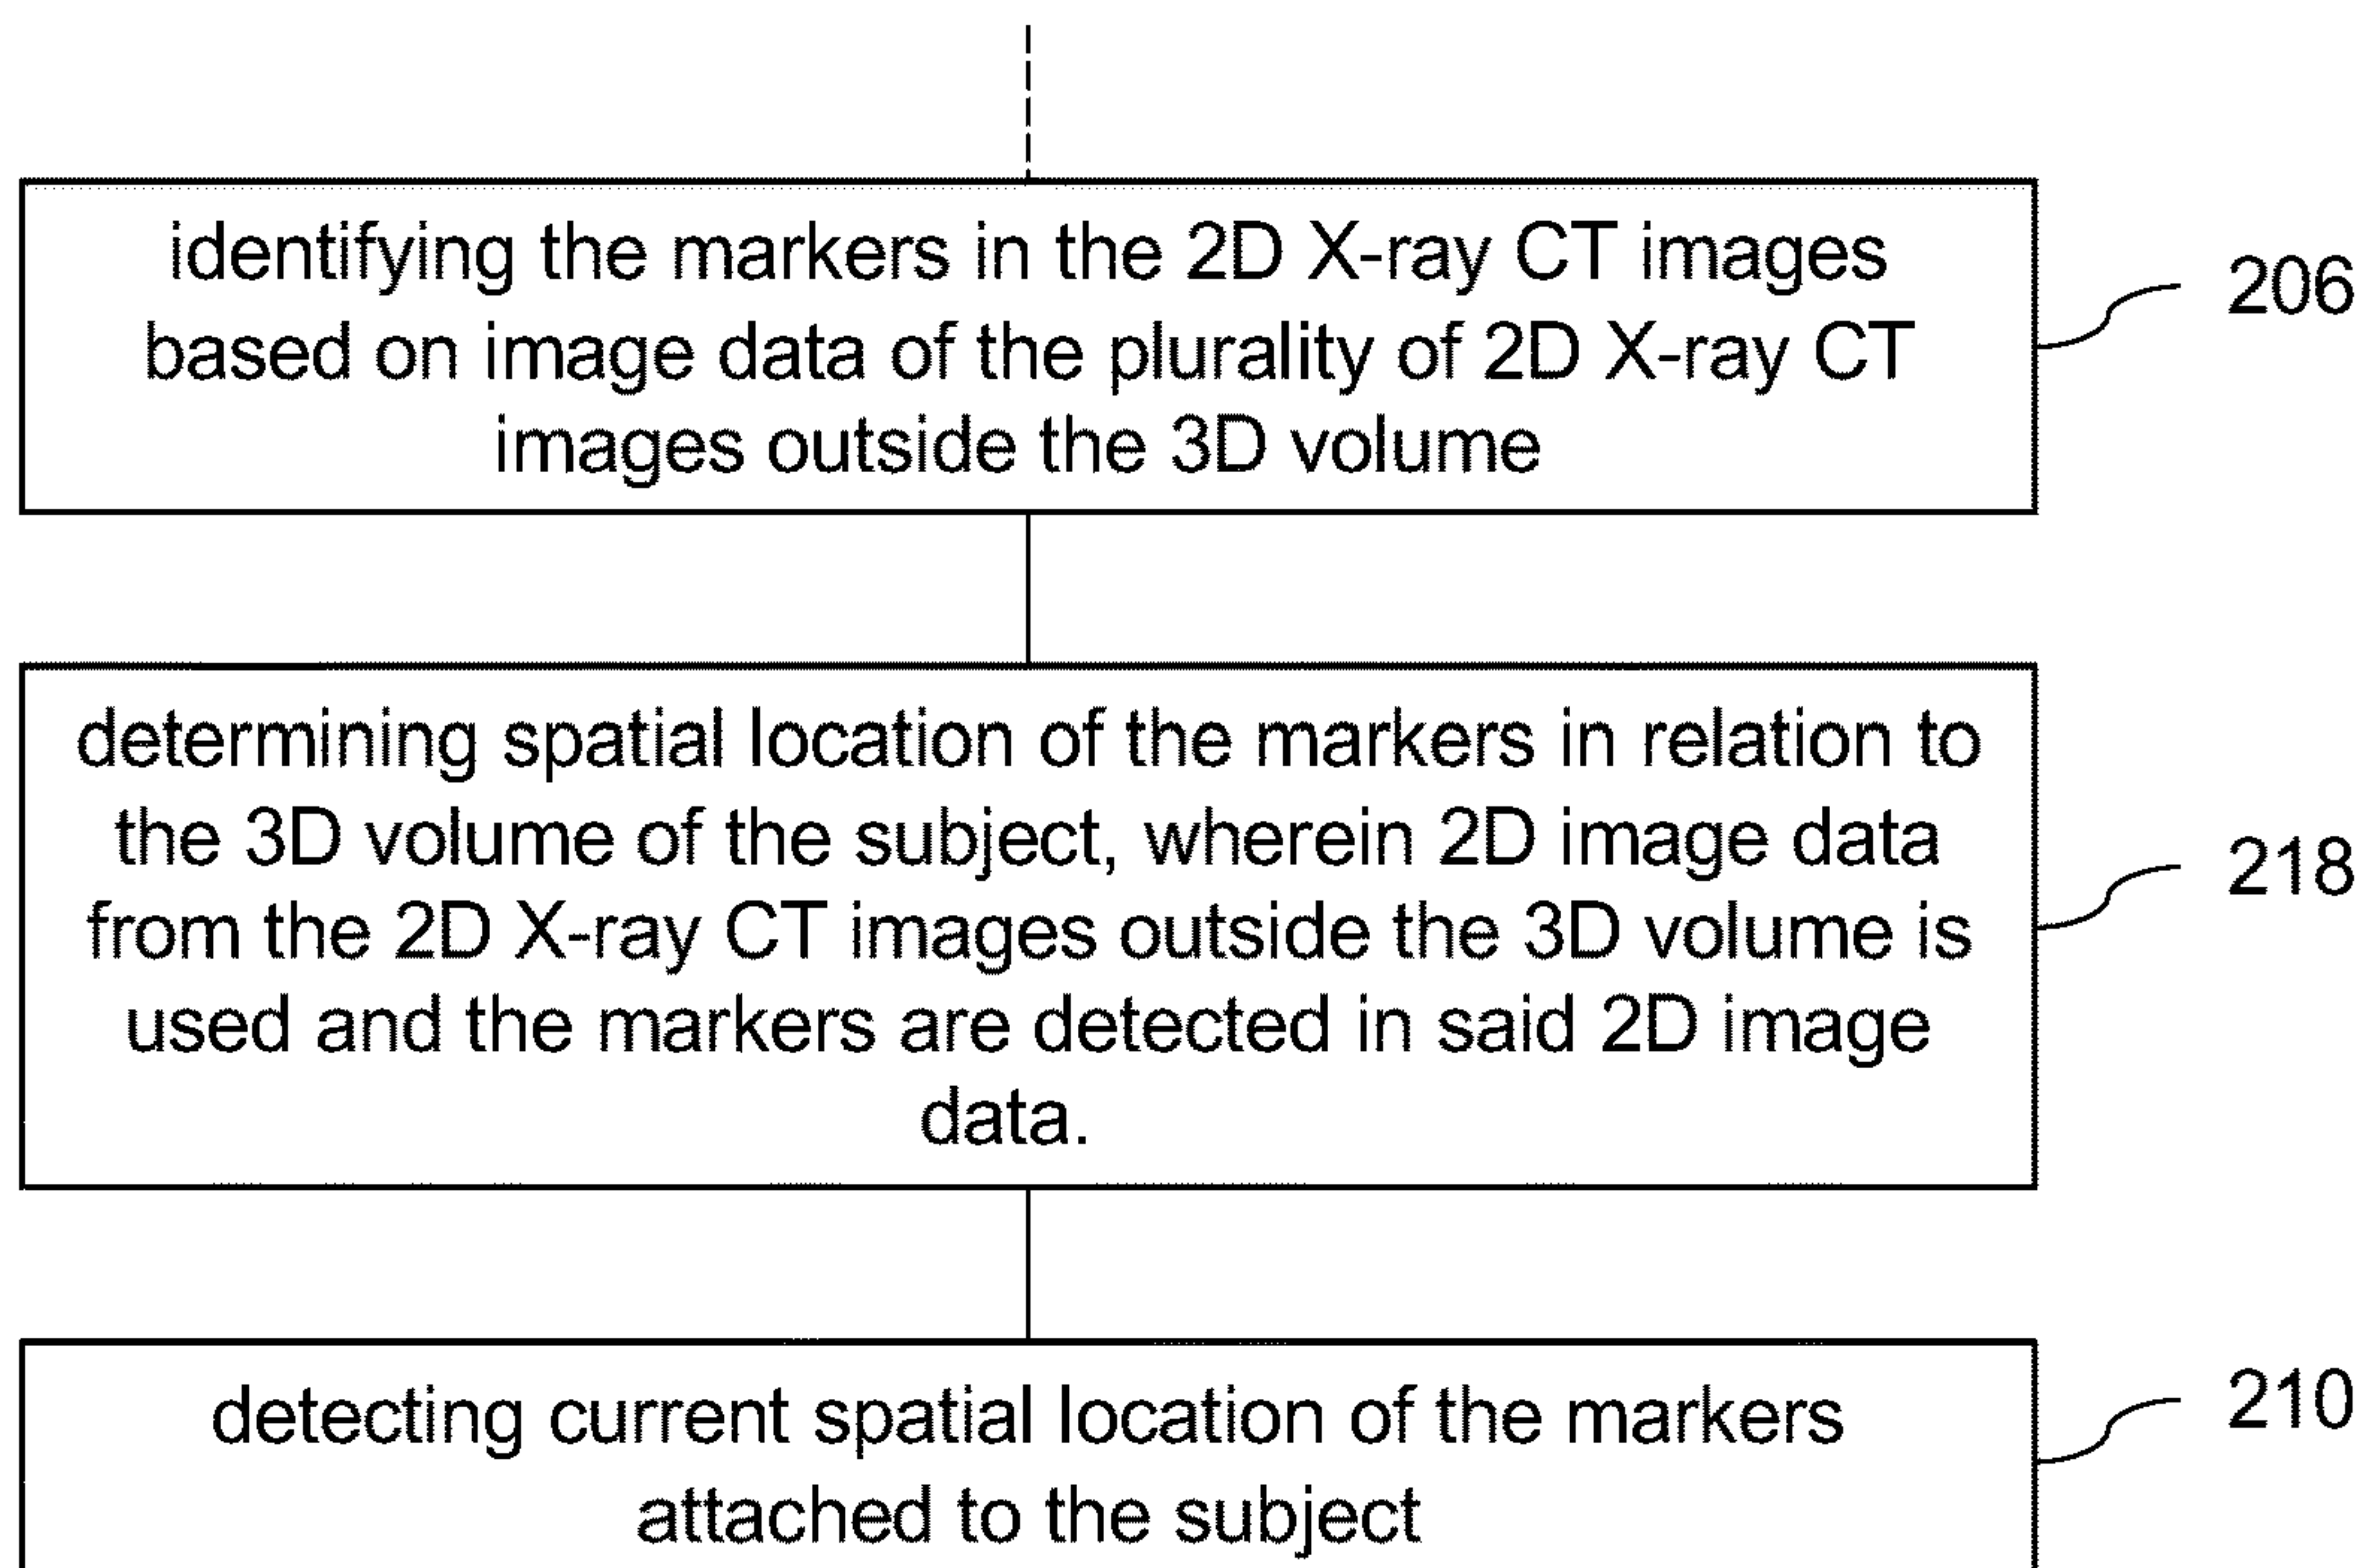 identifying the markers in the 2D X-ray CT images
based on image data of the plurality of 2D X-ray CT
images outside the 3D volume
206
determining spatial location of the markers in relation to
the 3D volume of the subject, wherein 2D image data
from the 2D X-ray CT images outside the 3D volume is
used and the markers are detected in said 2D image
data.
218
detecting current spatial location of the markers
attached to the subject
210